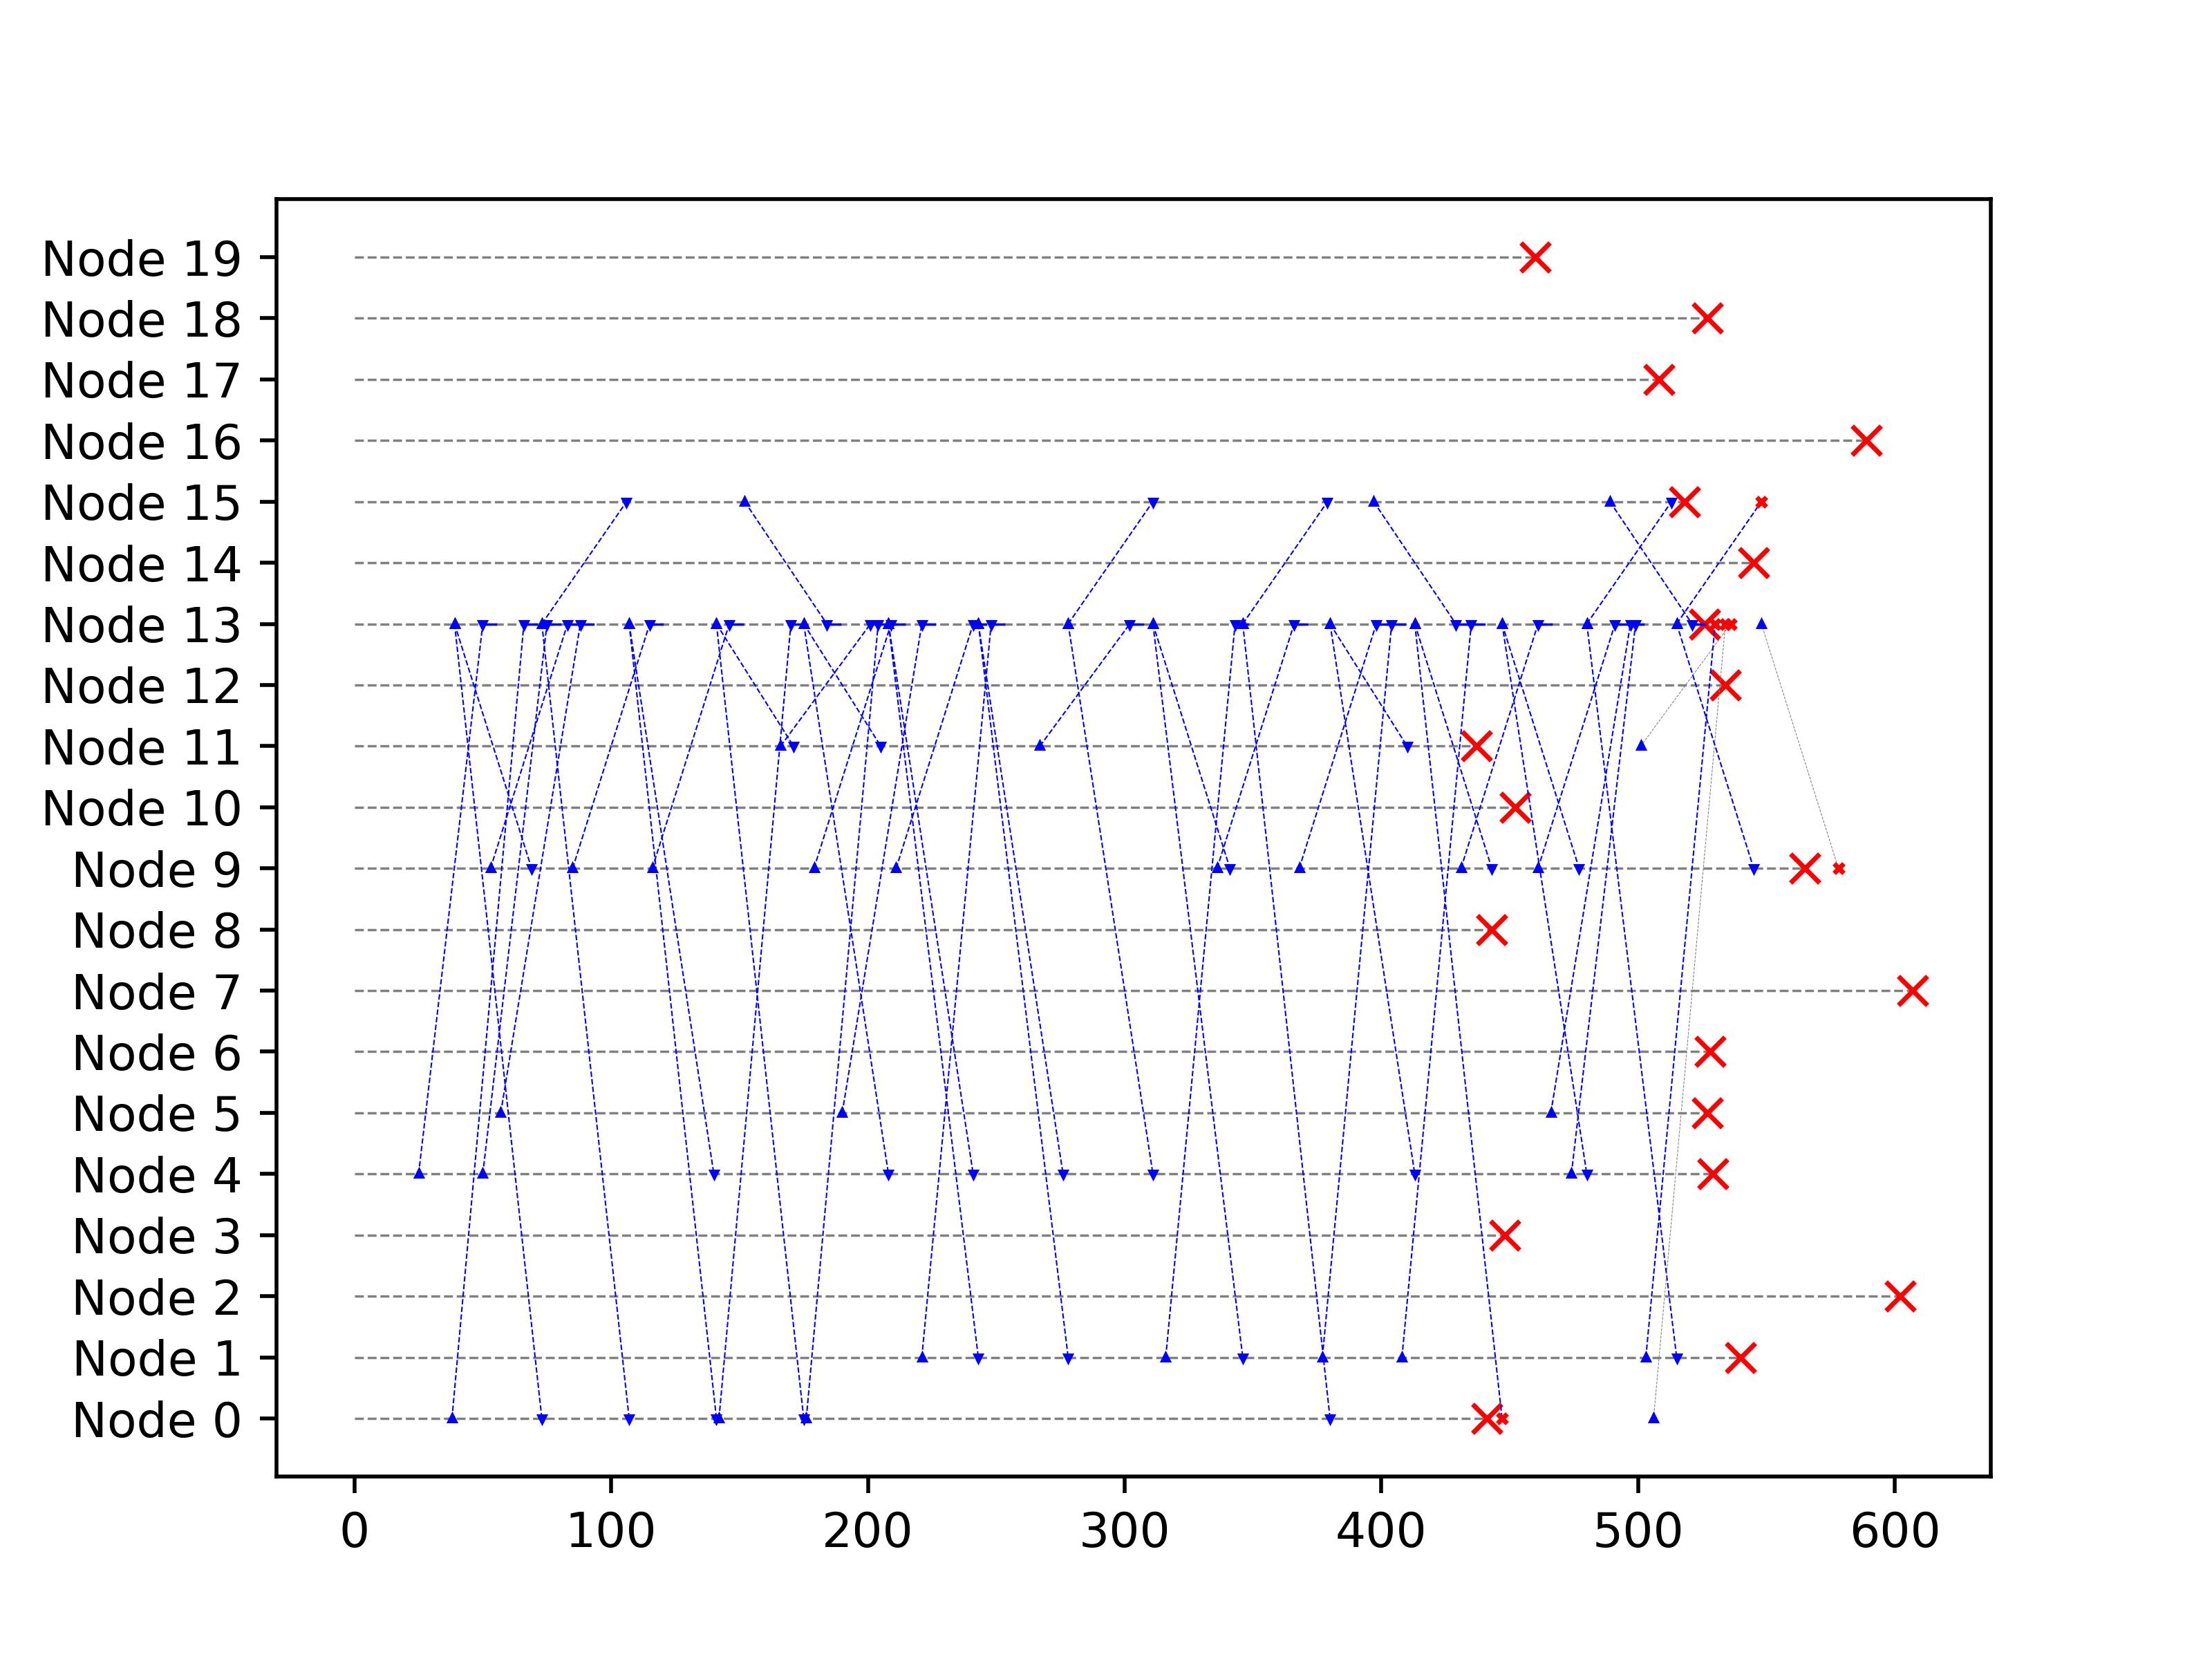 Node 19
Node 18
Node 17
Node 16
Node 15
Node 14
Node 13
Node 12
Node 11
Node 10
Node 9
Node 8
Node 7
Node 6
Node 5
Node 4
Node 3
Node 2
Node 1
Node 0
0 100 200 300 400 500 600